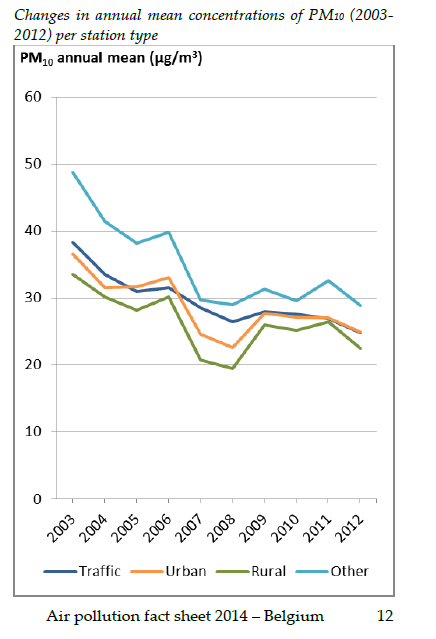 Changes in annual mean concentrations of PM10 (2003-
2012) per station type
PM10 annual mean (µg/m³)
60
50
40
30
20
10
0
2003 2004 2005 2006 2007 2008 2009 2010 2011 2012
Traffic Urban Rural Other
Air pollution fact sheet 2014 – Belgium 12